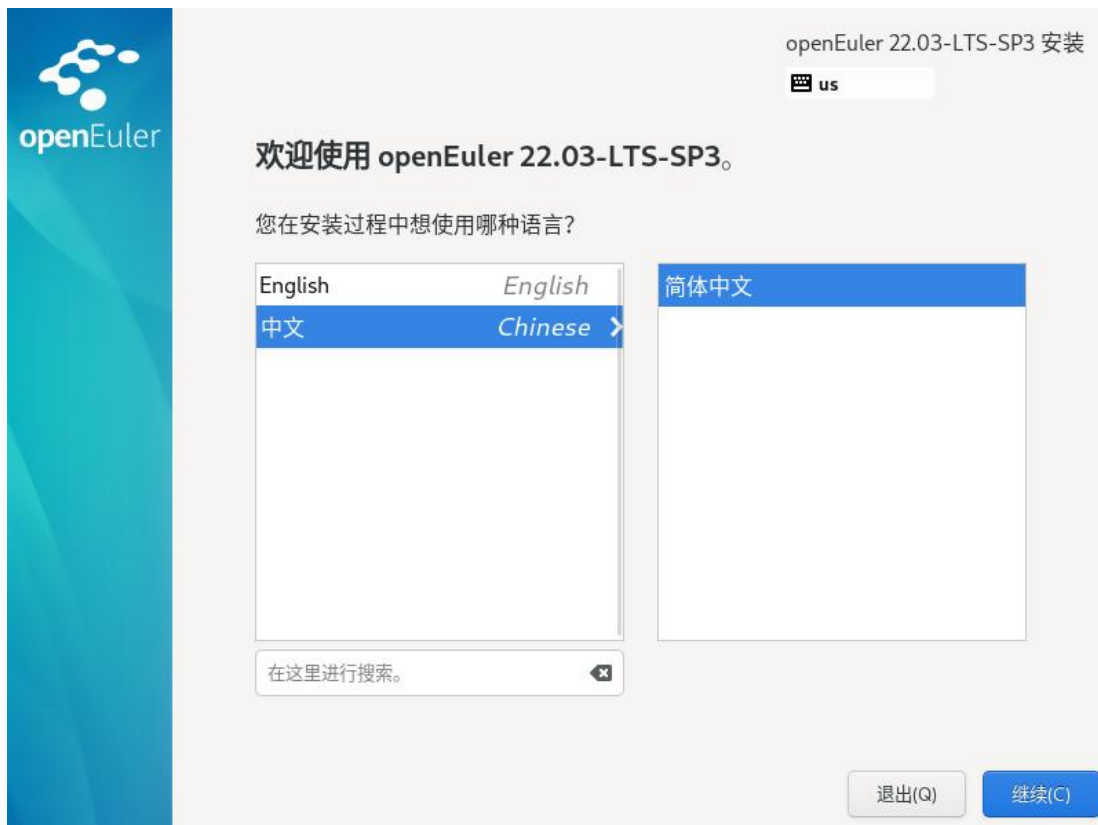 openEuler
openEuler 22.03-LTS-SP3 安装
us
欢迎使用 openEuler 22.03-LTS-SP3。
您在安装过程中想使用哪种语言？
English English
中文 Chinese
简体中文
在这里进行搜索。
退出(Q) 继续(C)